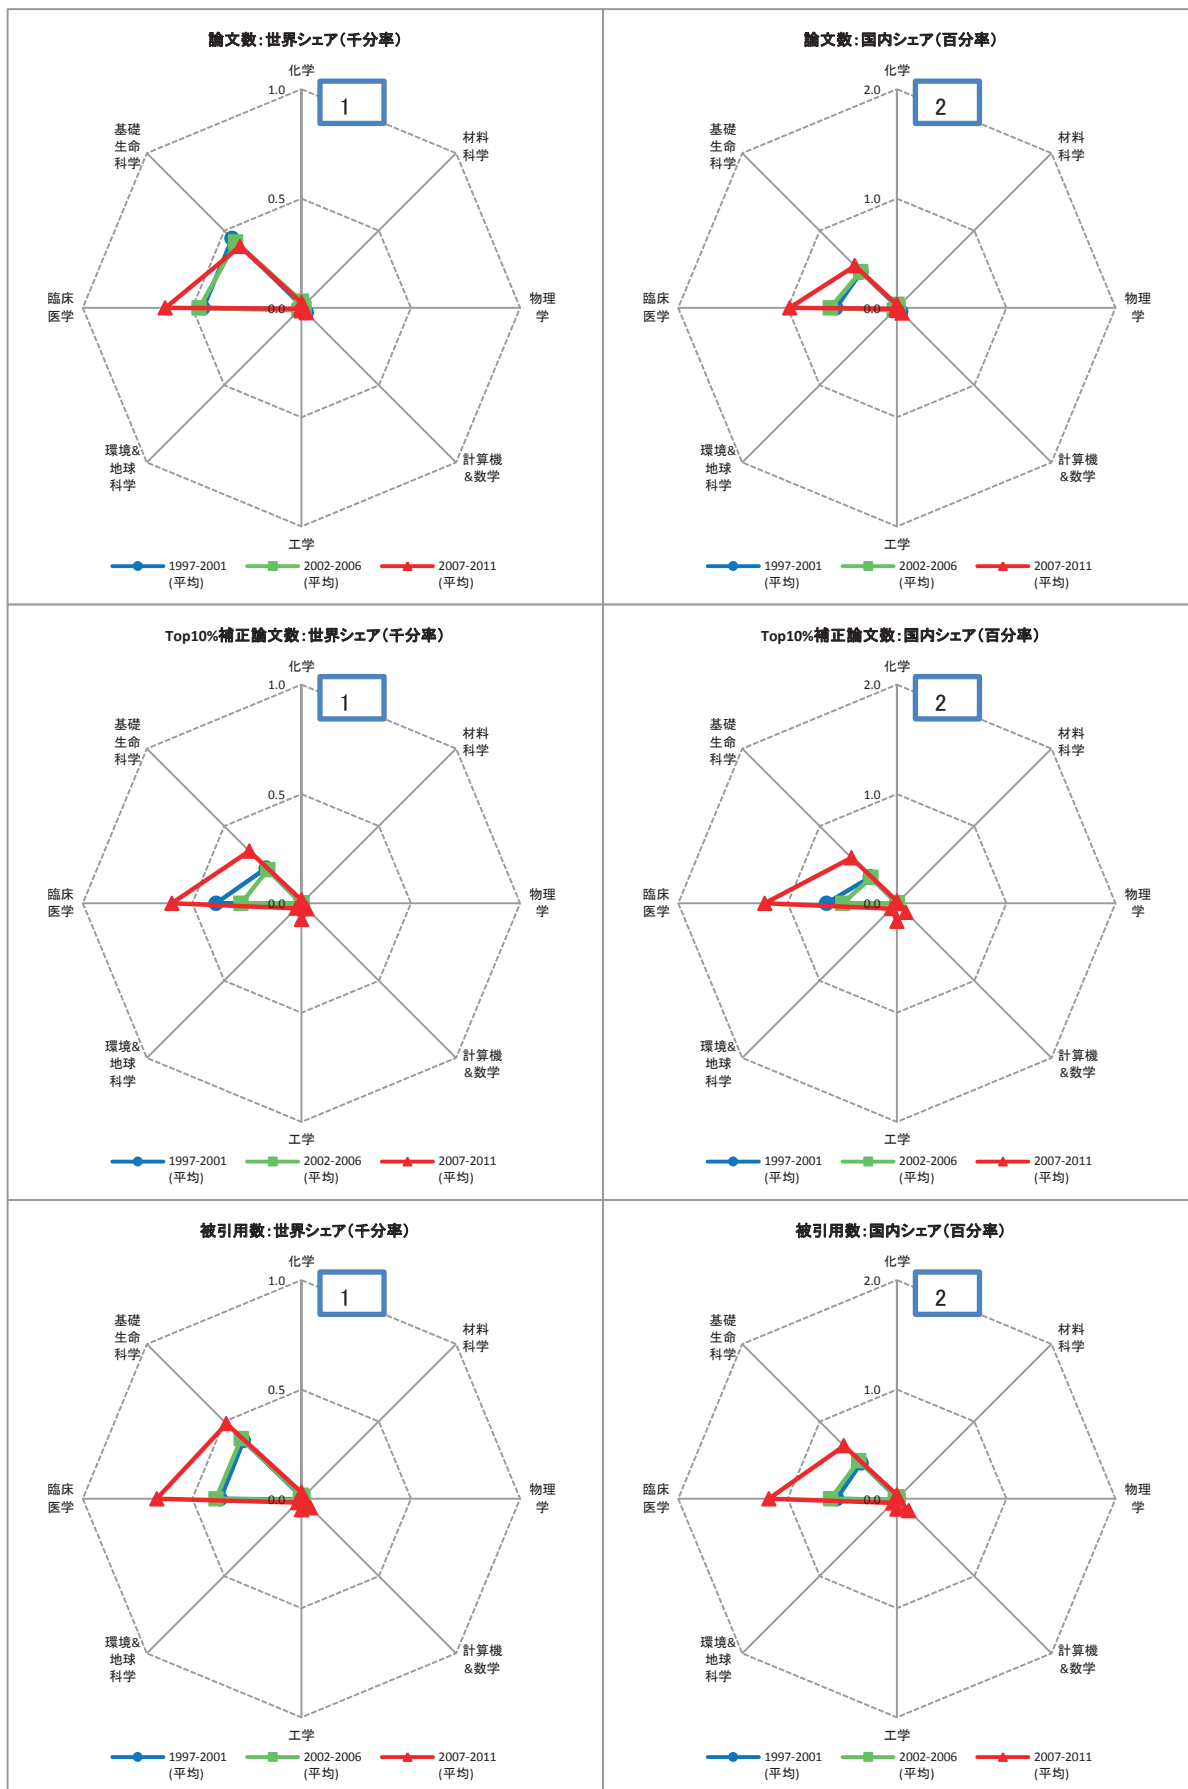 論文数：世界シェア（千分率）
化学
1.0
1
材料
科学
基礎
生命
科学
0.5
臨床
医学
0.0
物理
学
環境&
地球
科学
計算機
&数学
工学
1997-2001
(平均)
2002-2006
(平均)
2007-2011
(平均)
論文数：国内シェア（百分率）
化学
2.0
2
材料
科学
基礎
生命
科学
1.0
臨床
医学
0.0
物理
学
環境&
地球
科学
計算機
&数学
工学
1997-2001
(平均)
2002-2006
(平均)
2007-2011
(平均)
Top10%補正論文数：世界シェア（千分率）
化学
1.0
1
材料
科学
基礎
生命
科学
0.5
臨床
医学
0.0
物理
学
環境&
地球
科学
計算機
&数学
工学
1997-2001
(平均)
2002-2006
(平均)
2007-2011
(平均)
Top10%補正論文数：国内シェア（百分率）
化学
2.0
2
材料
科学
基礎
生命
科学
1.0
臨床
医学
0.0
物理
学
環境&
地球
科学
計算機
&数学
工学
1997-2001
(平均)
2002-2006
(平均)
2007-2011
(平均)
被引用数：世界シェア（千分率）
化学
1.0
1
材料
科学
基礎
生命
科学
0.5
臨床
医学
0.0
物理
学
環境&
地球
科学
計算機
&数学
工学
1997-2001
(平均)
2002-2006
(平均)
2007-2011
(平均)
被引用数：国内シェア（百分率）
化学
2.0
2
材料
科学
基礎
生命
科学
1.0
臨床
医学
0.0
物理
学
環境&
地球
科学
計算機
&数学
工学
1997-2001
(平均)
2002-2006
(平均)
2007-2011
(平均)